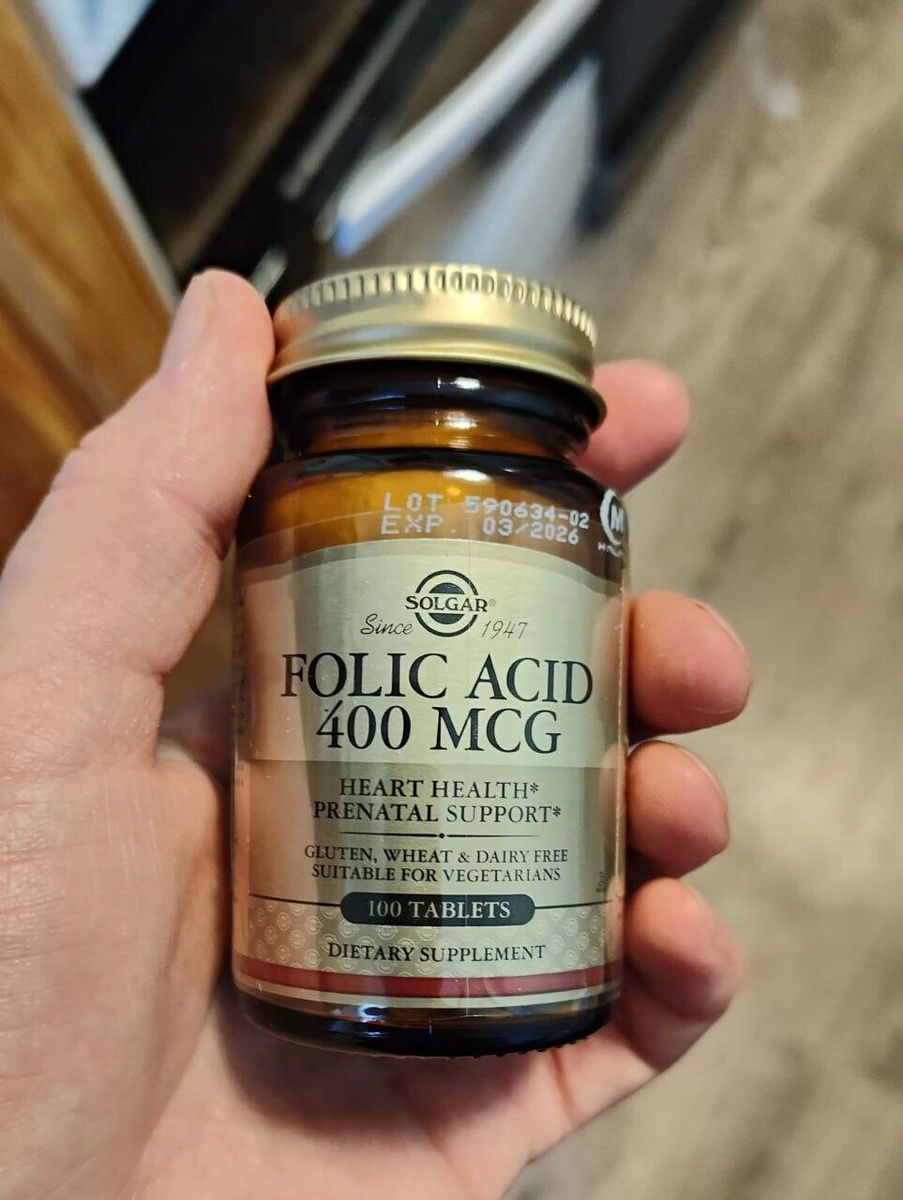 LOT 590634-02
EXP. 03/2026
M
SOLGAR®
Since 1947
FOLIC ACID
400 MCG
HEART HEALTH*
PRENATAL SUPPORT*
GLUTEN, WHEAT & DAIRY FREE
SUITABLE FOR VEGETARIANS
100 TABLETS
DIETARY SUPPLEMENT